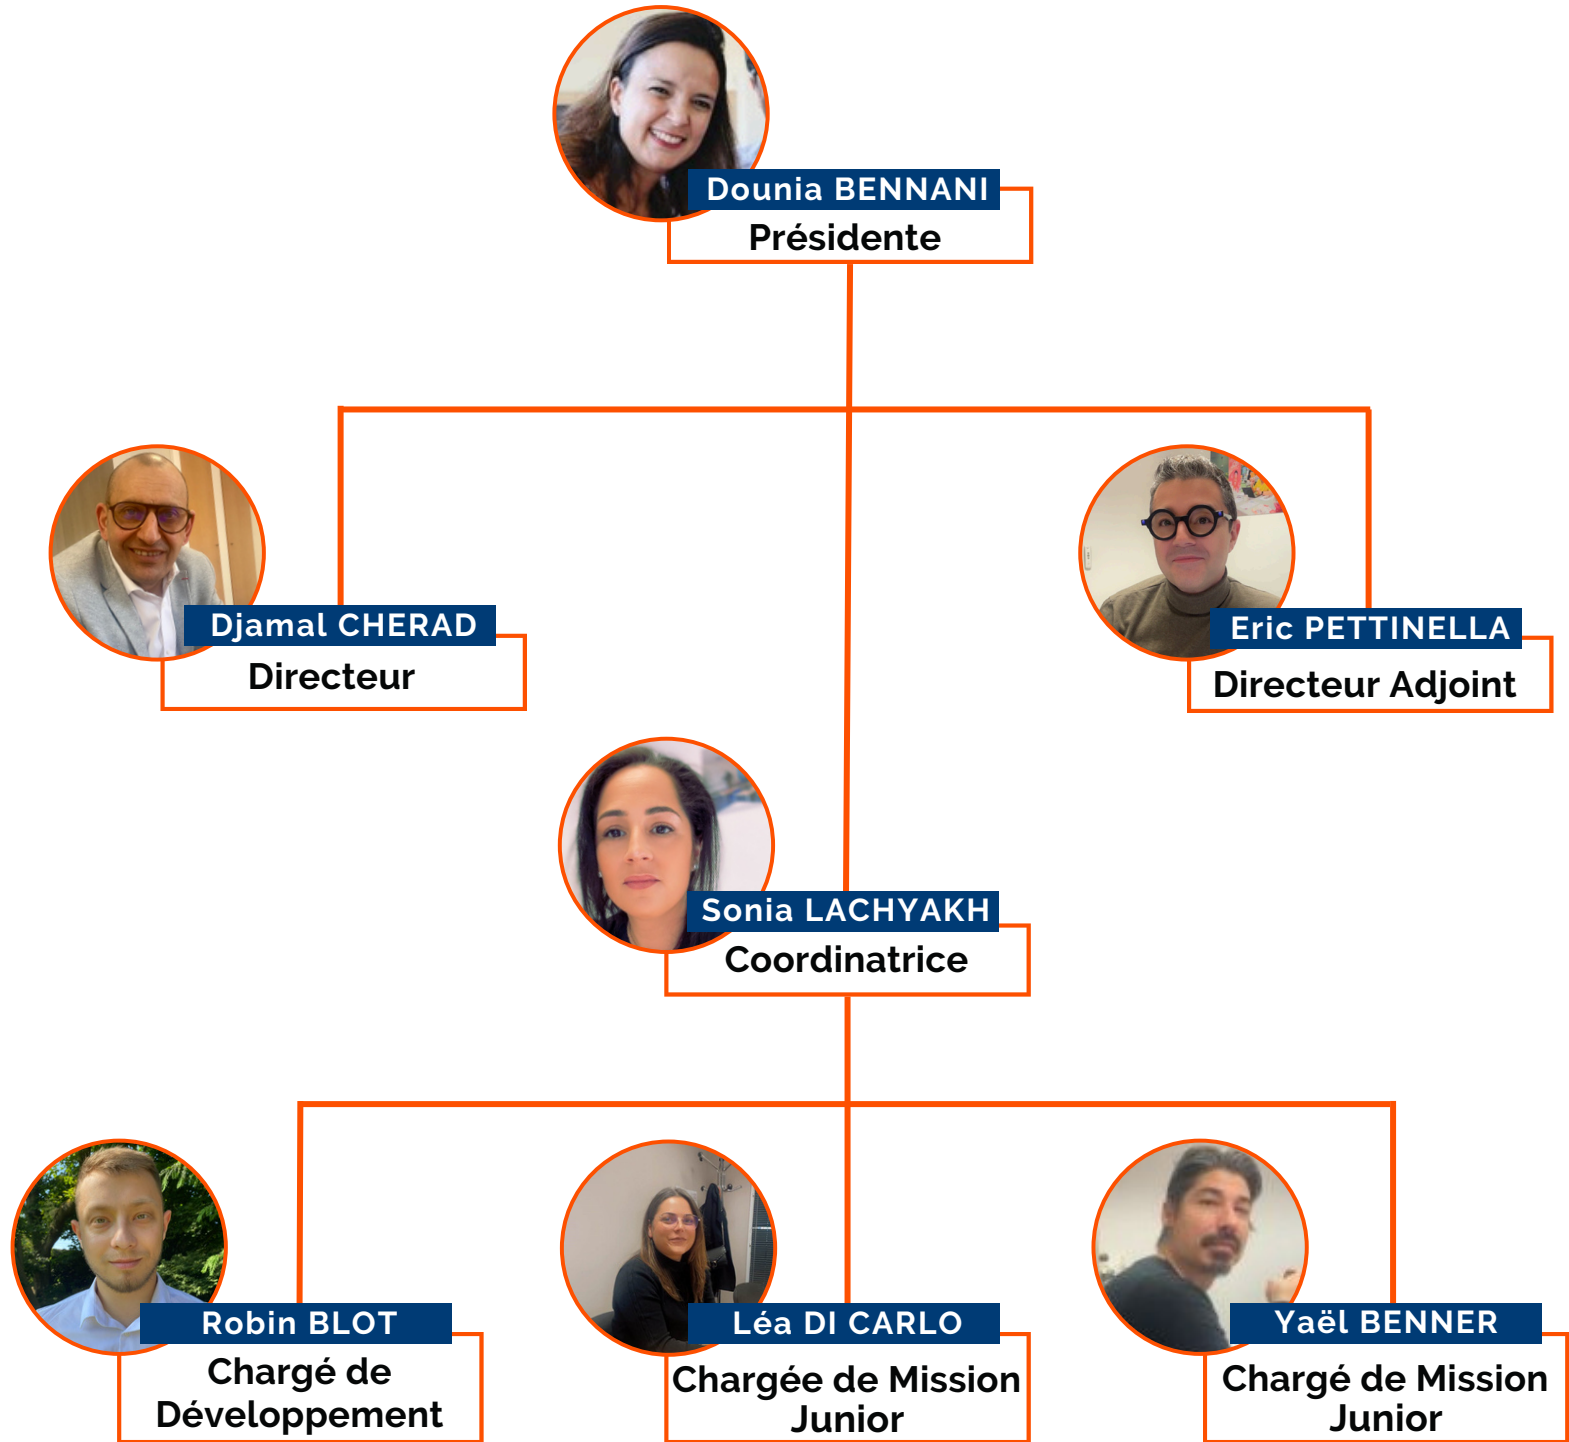 Dounia BENNANI
Présidente
Djamal CHERAD
Directeur
Eric PETTINELLA
Directeur Adjoint
Sonia LACHYAKH
Coordinatrice
Robin BLOT
Chargé de
Développement
Léa DI CARLO
Chargée de Mission
Junior
Yaël BENNER
Chargé de Mission
Junior